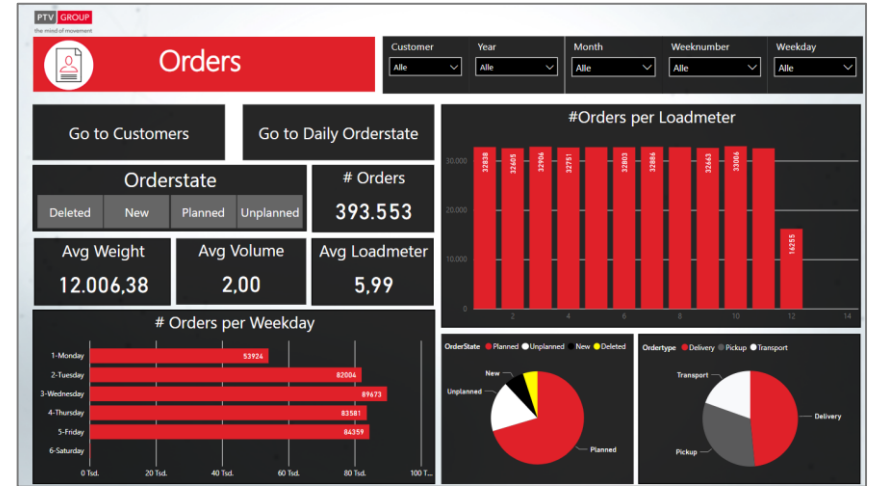 PTV GROUP
the mind of movement
Orders
Customer Year Month Weeknumber Weekday
Alle Alle Alle Alle Alle
Go to Customers
Go to Daily Orderstate
Orderstate
Deleted New Planned Unplanned
# Orders
393.553
Avg Weight
12.006,38
Avg Volume
2,00
Avg Loadmeter
5,99
#Orders per Loadmeter
30.000
20.000
10.000
0
32838 32605 32906 32751 32803 32886 32663 33086 16255
2 4 6 8 10 12 14
# Orders per Weekday
1-Monday 53924
2-Tuesday 82004
3-Wednesday 89673
4-Thursday 83581
5-Friday 84359
6-Saturday
0 Tsd. 20 Tsd. 40 Tsd. 60 Tsd. 80 Tsd. 100 T...
OrderState Planned Unplanned New Deleted
New
Unplanned
Planned
Ordertype Delivery Pickup Transport
Transport
Delivery
Pickup